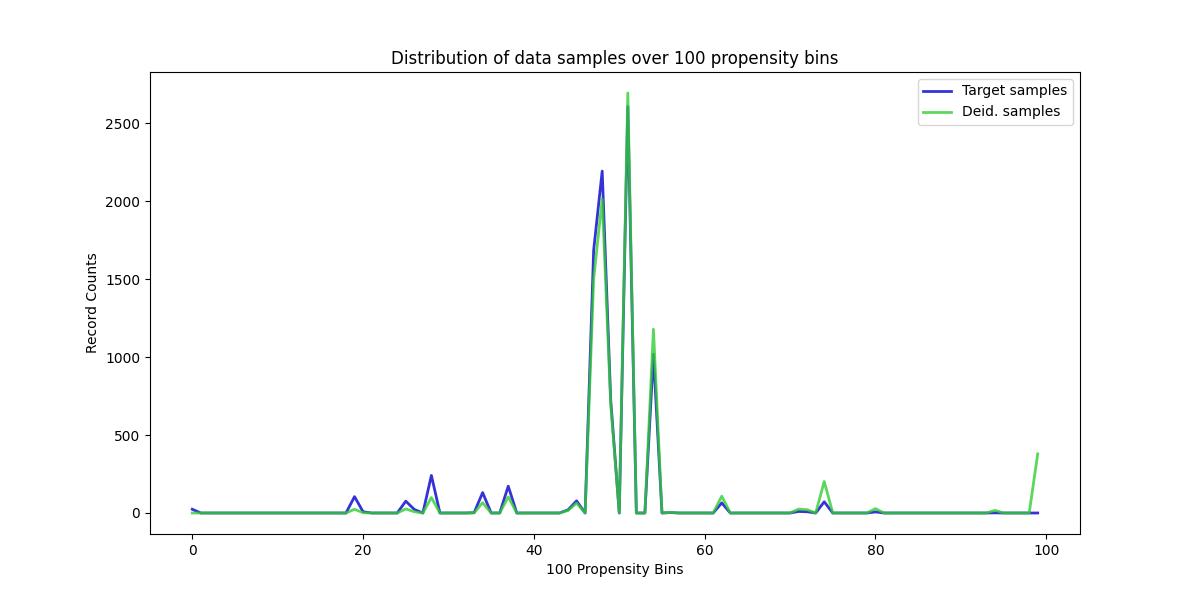 Distribution of data samples over 100 propensity bins
Target samples
Deid. samples
Record Counts
2500
2000
1500
1000
500
0
0 20 40 60 80 100
100 Propensity Bins